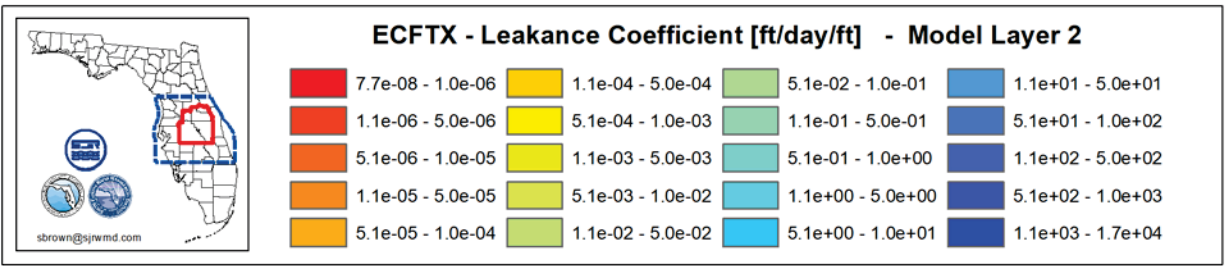 ECFTX - Leakance Coefficient [ft/day/ft] - Model Layer 2
7.7e-08 - 1.0e-06
1.1e-06 - 5.0e-06
5.1e-06 - 1.0e-05
1.1e-05 - 5.0e-05
5.1e-05 - 1.0e-04
1.1e-04 - 5.0e-04
5.1e-04 - 1.0e-03
1.1e-03 - 5.0e-03
5.1e-03 - 1.0e-02
1.1e-02 - 5.0e-02
5.1e-02 - 1.0e-01
1.1e-01 - 5.0e-01
5.1e-01 - 1.0e+00
1.1e+00 - 5.0e+00
5.1e+00 - 1.0e+01
1.1e+01 - 5.0e+01
5.1e+01 - 1.0e+02
1.1e+02 - 5.0e+02
5.1e+02 - 1.0e+03
1.1e+03 - 1.7e+04
sbrown@sjrwmd.com